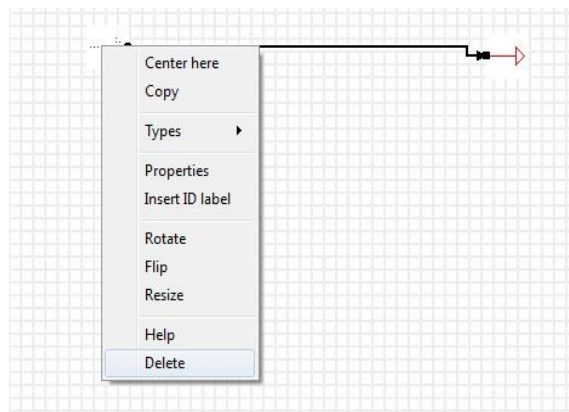 Center here
Copy
Types
Properties
Insert ID label
Rotate
Flip
Resize
Help
Delete